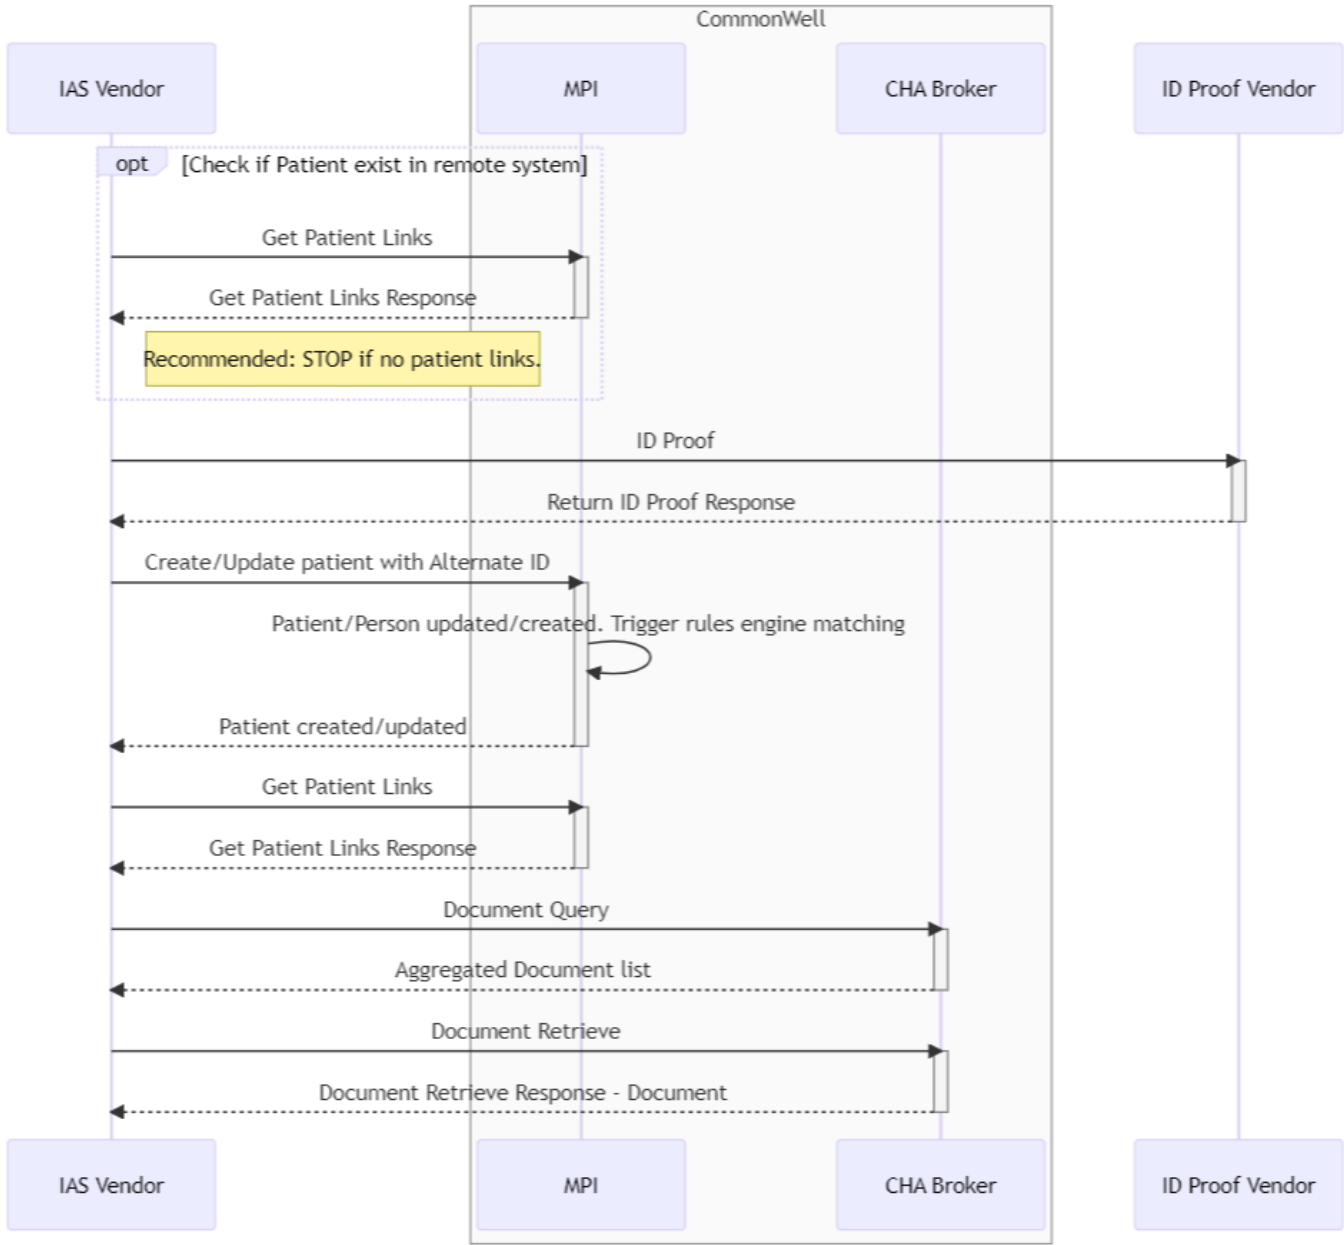 CommonWell
IAS Vendor
MPI
CHA Broker
ID Proof Vendor
opt
[Check if Patient exist in remote system]
Get Patient Links
Get Patient Links Response
Recommended: STOP if no patient links.
ID Proof
Return ID Proof Response
Create/Update patient with Alternate ID
Patient/Person updated/created. Trigger rules engine matching
Patient created/updated
Get Patient Links
Get Patient Links Response
Document Query
Aggregated Document list
Document Retrieve
Document Retrieve Response - Document
IAS Vendor
MPI
CHA Broker
ID Proof Vendor